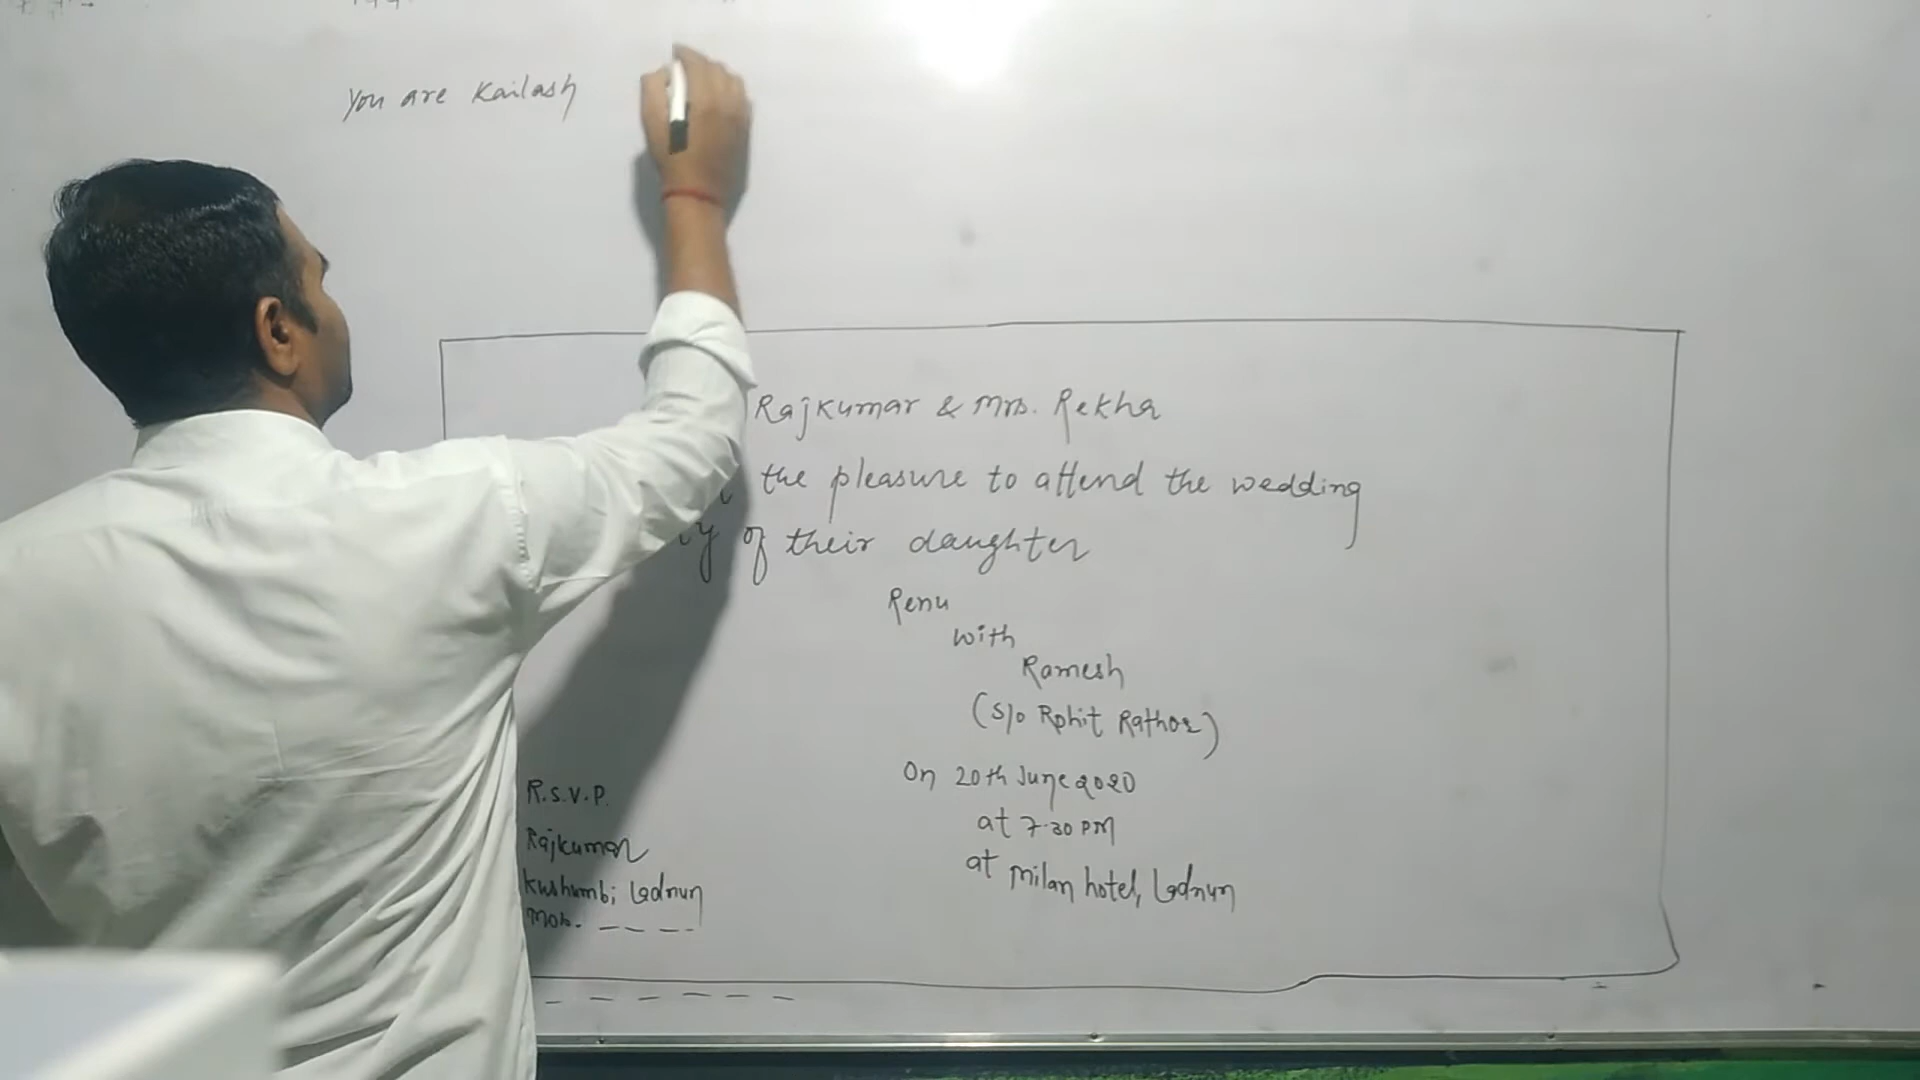 You are Kailash
Rajkumar & Mrs. Rekha
the pleasure to attend the wedding
of their daughter
Renu
with
Ramesh
(S/o Rohit Rathor)
On 20th June 2020
at 7.30 PM
at Milan hotel, Ladnun
R.S.V.P.
Rajkumar
Kushumbi, Ladnun
Mob. _ _ _ _ _